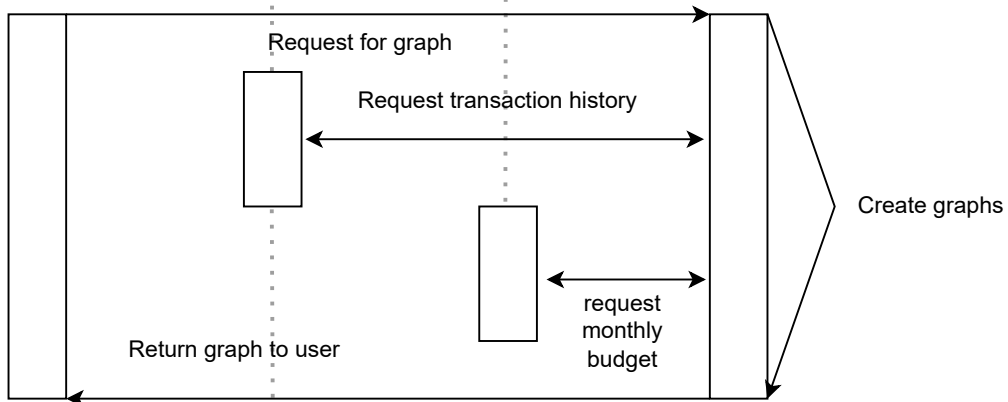 Request for graph
Request transaction history
Create graphs
request
monthly
budget
Return graph to user